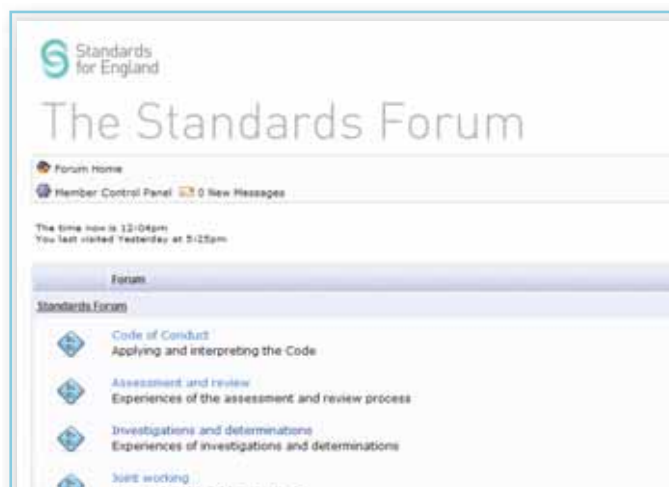 Standards
for England
The Standards Forum
Forum Home
Member Control Panel 0 New Messages
The time now is 12:04pm
You last visited Yesterday at 5:25pm
Forum
Standards Forum
Code of Conduct
Applying and interpreting the Code
Assessment and review
Experiences of the assessment and review process
Investigations and determinations
Experiences of investigations and determinations
Joint working